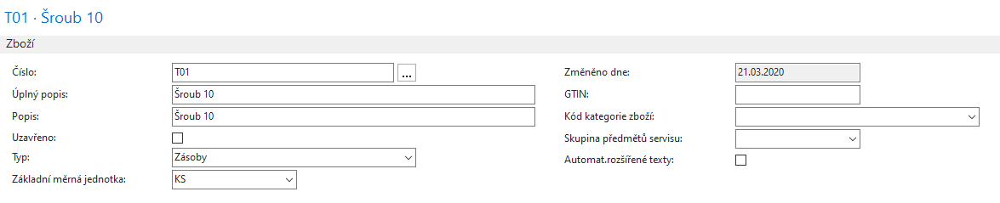 T01 · Šroub 10
Zboží
Číslo: T01 ...
Úplný popis: Šroub 10
Popis: Šroub 10
Uzavřeno:
Typ: Zásoby
Základní měrná jednotka: KS
Změněno dne: 21.03.2020
GTIN:
Kód kategorie zboží:
Skupina předmětů servisu:
Automat.rozšířené texty: